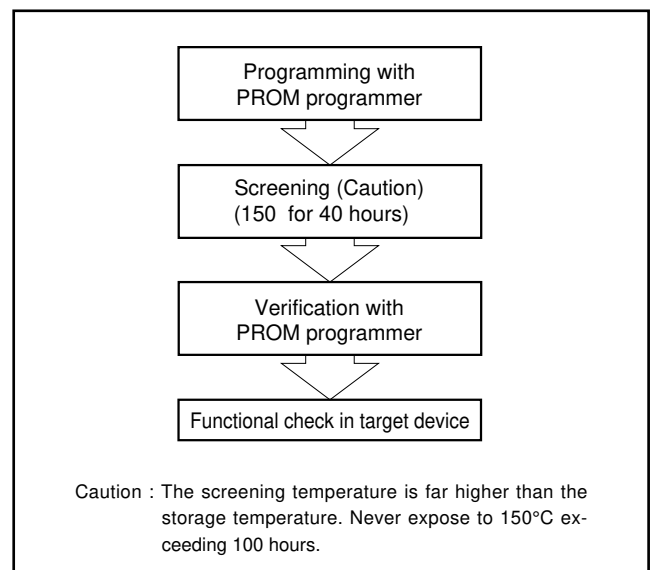 Programming with
PROM programmer
Screening (Caution)
(150  for 40 hours)
Verification with
PROM programmer
Functional check in target device
Caution : The screening temperature is far higher than the
storage temperature. Never expose to 150°C ex-
ceeding 100 hours.